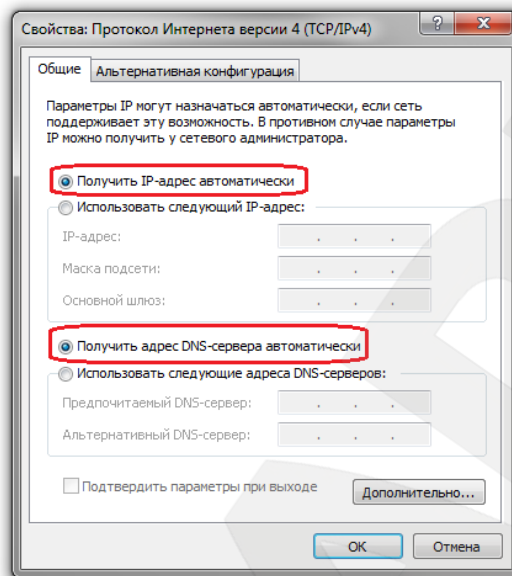 Свойства: Протокол Интернета версии 4 (TCP/IPv4)
Общие
Альтернативная конфигурация
Параметры IP могут назначаться автоматически, если сеть
поддерживает эту возможность. В противном случае параметры
IP можно получить у сетевого администратора.
Получить IP-адрес автоматически
Использовать следующий IP-адрес:
IP-адрес:
Маска подсети:
Основной шлюз:
Получить адрес DNS-сервера автоматически
Использовать следующие адреса DNS-серверов:
Предпочитаемый DNS-сервер:
Альтернативный DNS-сервер:
Подтвердить параметры при выходе
Дополнительно...
ОК
Отмена